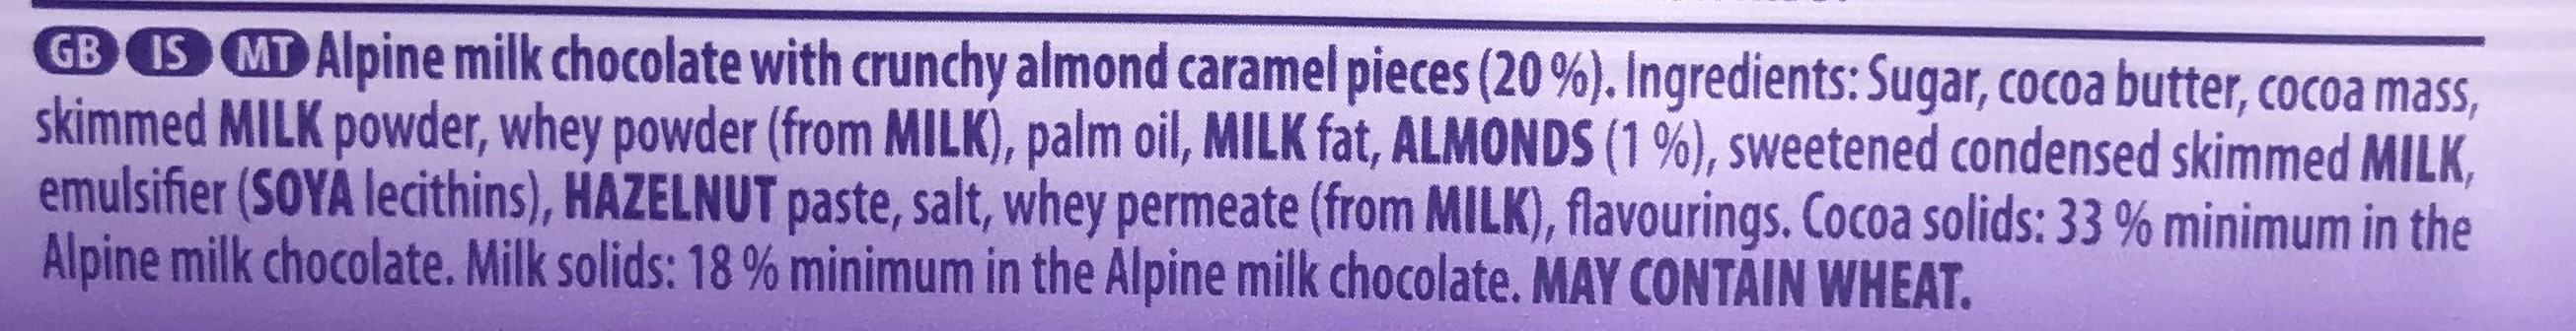 GB IS MT Alpine milk chocolate with crunchy almond caramel pieces (20 %). Ingredients: Sugar, cocoa butter, cocoa mass,
skimmed MILK powder, whey powder (from MILK), palm oil, MILK fat, ALMONDS (1 %), sweetened condensed skimmed MILK,
emulsifier (SOYA lecithins), HAZELNUT paste, salt, whey permeate (from MILK), flavourings. Cocoa solids: 33 % minimum in the
Alpine milk chocolate. Milk solids: 18 % minimum in the Alpine milk chocolate. MAY CONTAIN WHEAT.